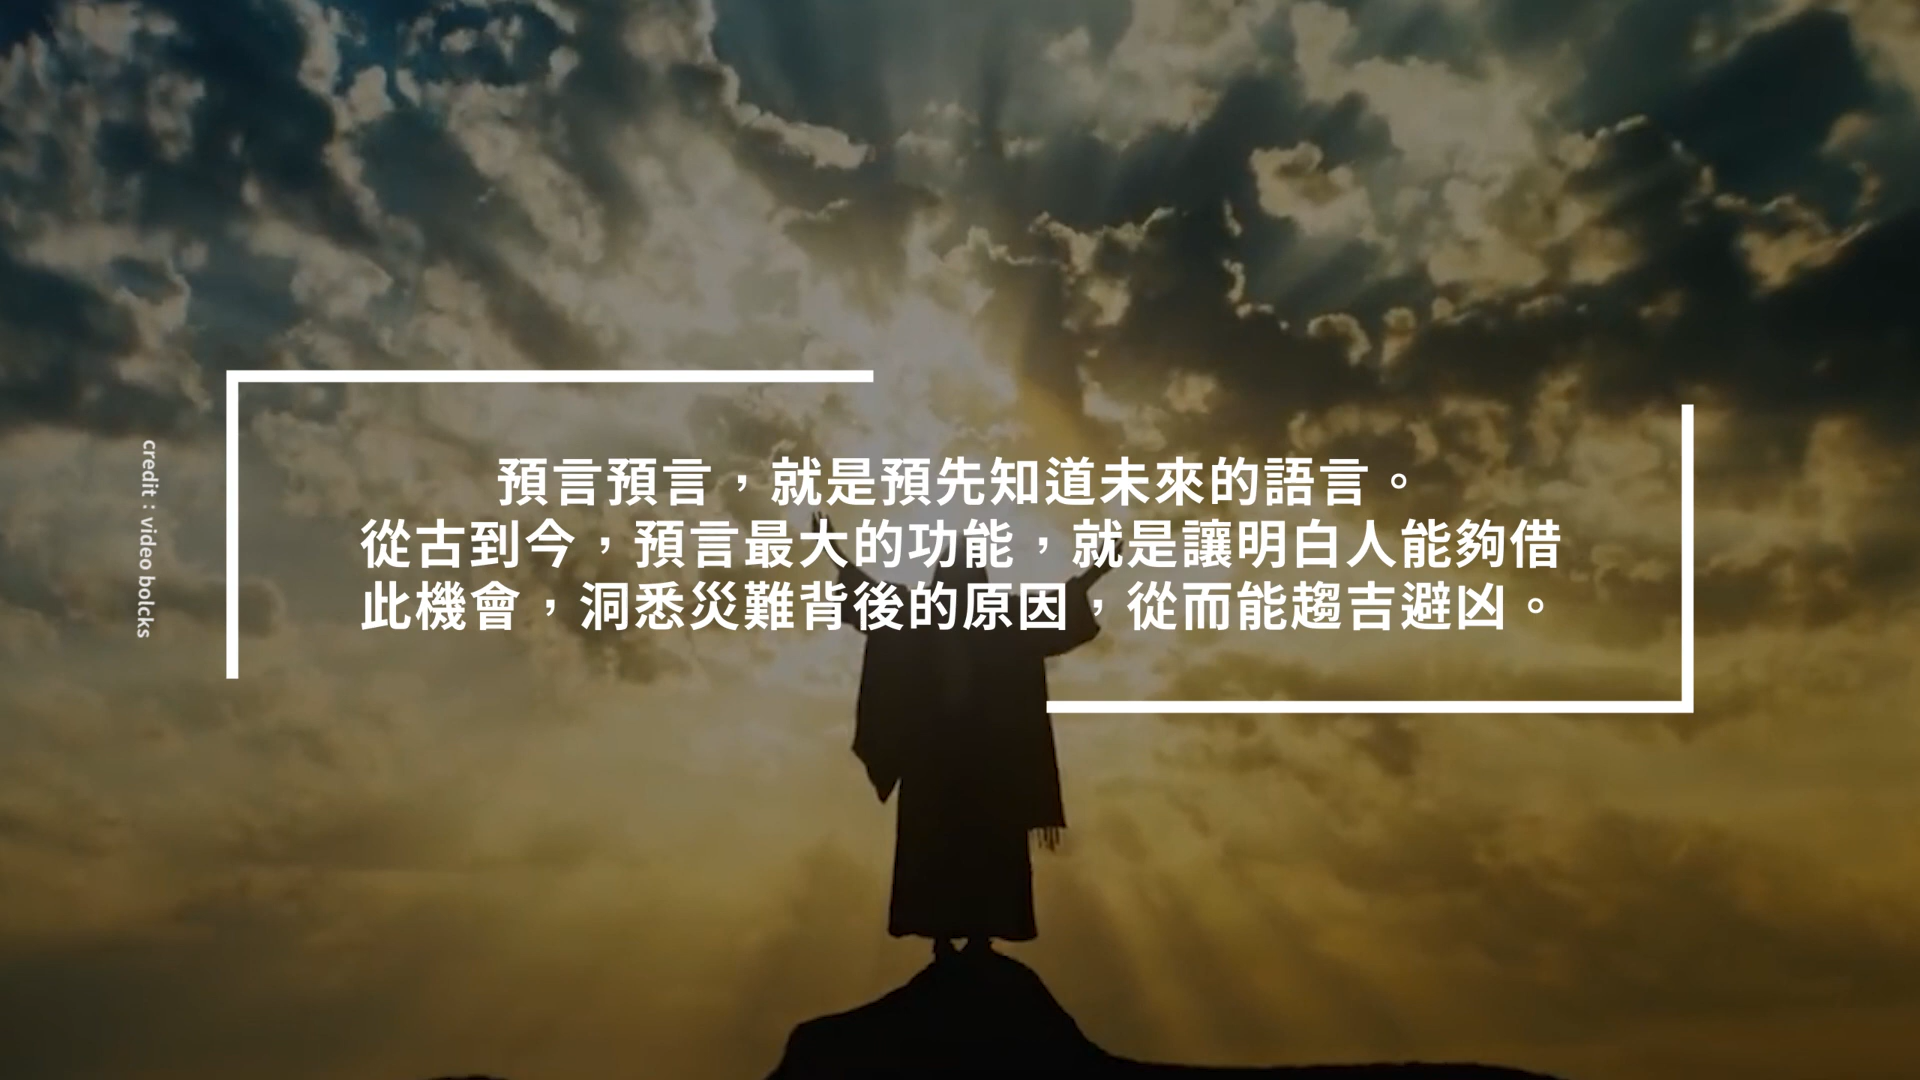 預言預言，就是預先知道未來的語言。
從古到今，預言最大的功能，就是讓明白人能夠借
此機會，洞悉災難背後的原因，從而能趨吉避凶。
credit：video bolcks